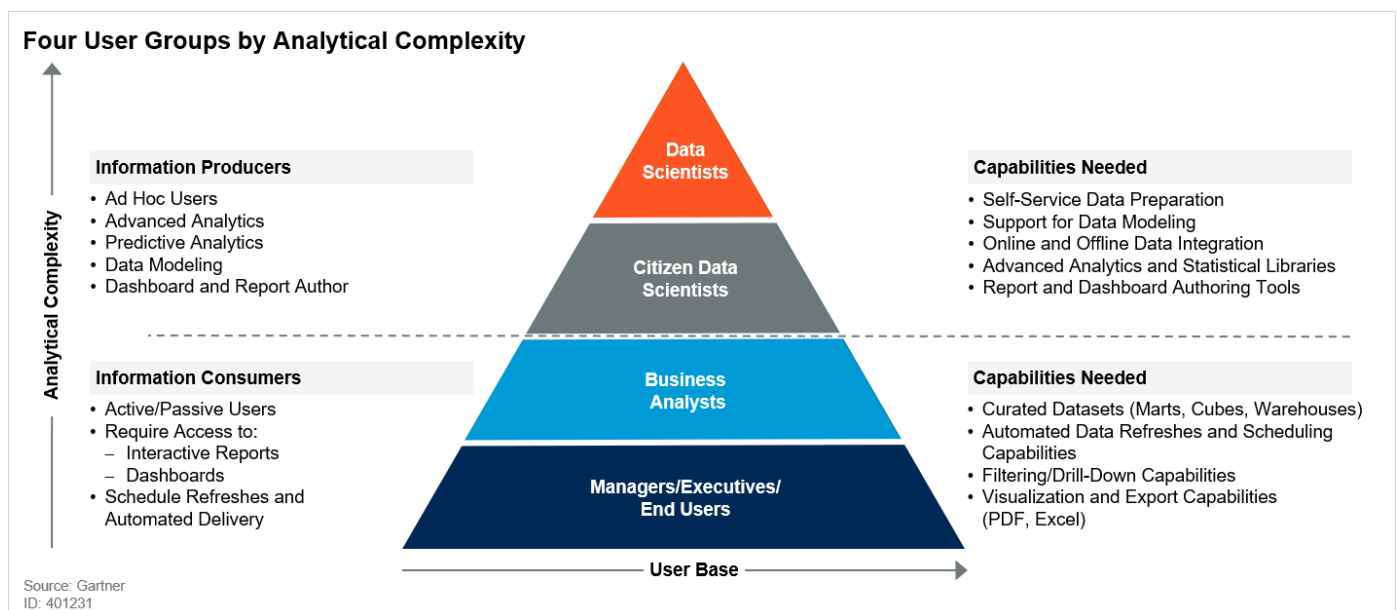 Four User Groups by Analytical Complexity
Analytical Complexity
Information Producers
• Ad Hoc Users
• Advanced Analytics
• Predictive Analytics
• Data Modeling
• Dashboard and Report Author
Data
Scientists
Citizen Data
Scientists
Capabilities Needed
• Self-Service Data Preparation
• Support for Data Modeling
• Online and Offline Data Integration
• Advanced Analytics and Statistical Libraries
• Report and Dashboard Authoring Tools
Information Consumers
• Active/Passive Users
• Require Access to:
– Interactive Reports
– Dashboards
• Schedule Refreshes and
Automated Delivery
Business
Analysts
Managers/Executives/
End Users
Capabilities Needed
• Curated Datasets (Marts, Cubes, Warehouses)
• Automated Data Refreshes and Scheduling
Capabilities
• Filtering/Drill-Down Capabilities
• Visualization and Export Capabilities
(PDF, Excel)
User Base
Source: Gartner
ID: 401231